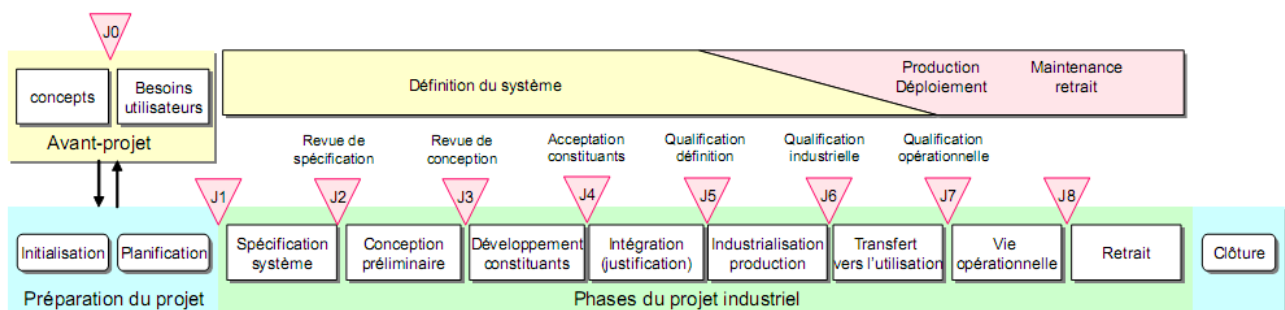 J0
concepts
Besoins
utilisateurs
Avant-projet
Définition du système
Production
Déploiement
Maintenance
retrait
Revue de
spécification
Revue de
conception
Acceptation
constituants
Qualification
définition
Qualification
industrielle
Qualification
opérationnelle
J1
J2
J3
J4
J5
J6
J7
J8
Initialisation
Planification
Spécification
système
Conception
préliminaire
Développement
constituants
Intégration
(justification)
Industrialisation
production
Transfert
vers l'utilisation
Vie
opérationnelle
Retrait
Clôture
Préparation du projet
Phases du projet industriel